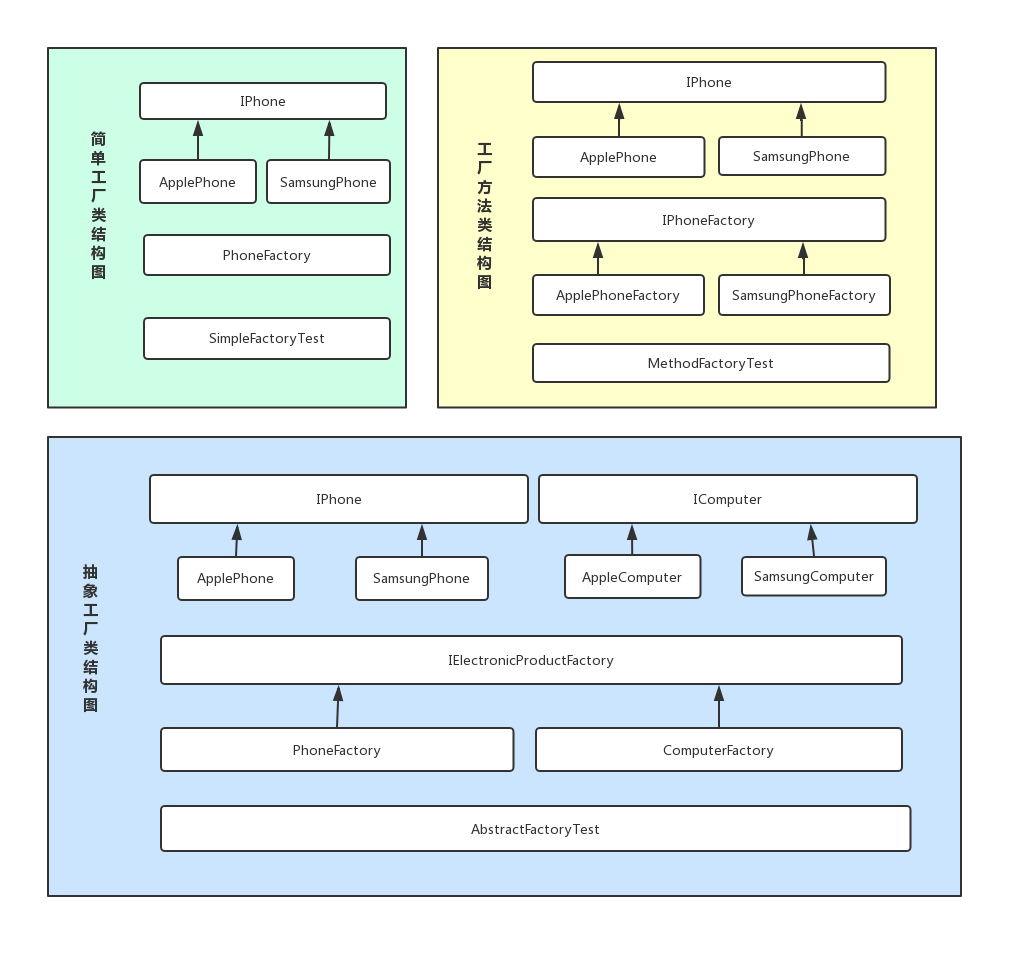 简单工厂类结构图
IPhone
ApplePhone
SamsungPhone
PhoneFactory
SimpleFactoryTest
工厂方法类结构图
IPhone
ApplePhone
SamsungPhone
IPhoneFactory
ApplePhoneFactory
SamsungPhoneFactory
MethodFactoryTest
抽象工厂类结构图
IPhone
IComputer
ApplePhone
SamsungPhone
AppleComputer
SamsungComputer
IElectronicProductFactory
PhoneFactory
ComputerFactory
AbstractFactoryTest